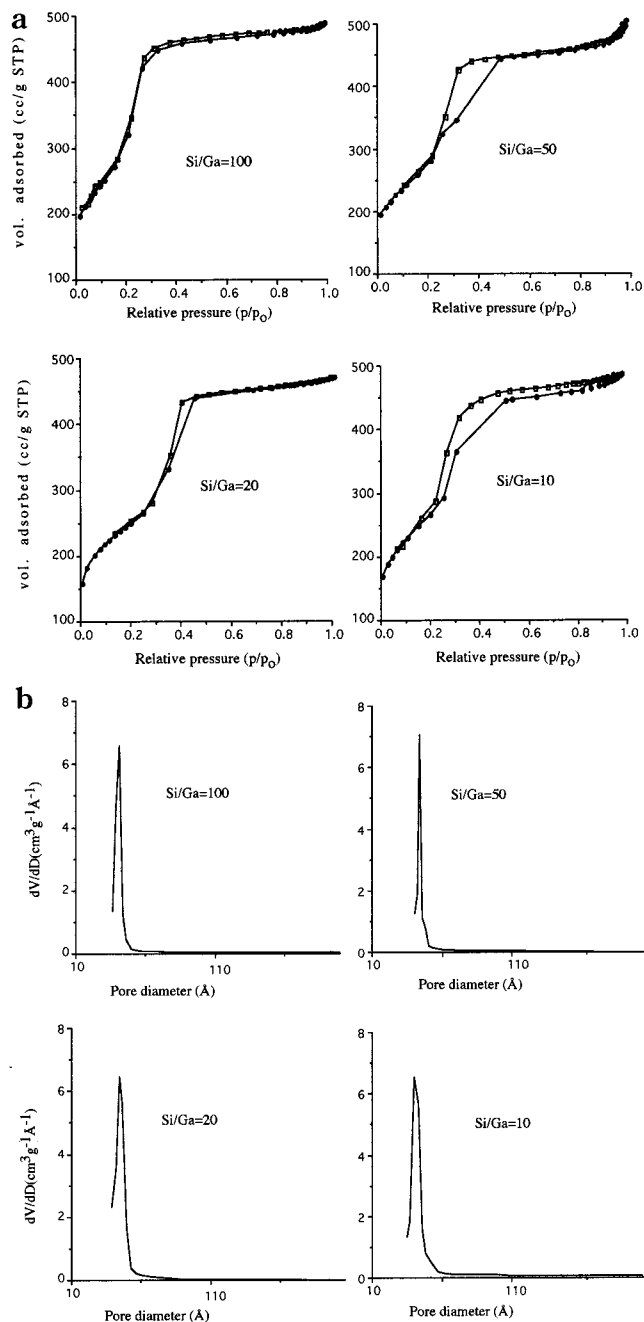 a
500
400
300
200
100
vol. adsorbed (cc/g STP)
Si/Ga=100
0.0 0.2 0.4 0.6 0.8 1.0
Relative pressure (p/po)
500
400
300
200
100
Si/Ga=50
0.0 0.2 0.4 0.6 0.8 1.0
Relative pressure (p/po)
500
400
300
200
100
vol. adsorbed (cc/g STP)
Si/Ga=20
0.0 0.2 0.4 0.6 0.8 1.0
Relative pressure (p/po)
500
400
300
200
100
Si/Ga=10
0.0 0.2 0.4 0.6 0.8 1.0
Relative pressure (p/po)
b
8
6
4
2
0
dV/dD(cm3g-1Å-1)
Si/Ga=100
10 110
Pore diameter (Å)
8
6
4
2
0
Si/Ga=50
10 110
Pore diameter (Å)
8
6
4
2
0
dV/dD(cm3g-1Å-1)
Si/Ga=20
10 110
Pore diameter (Å)
8
6
4
2
0
Si/Ga=10
10 110
Pore diameter (Å)